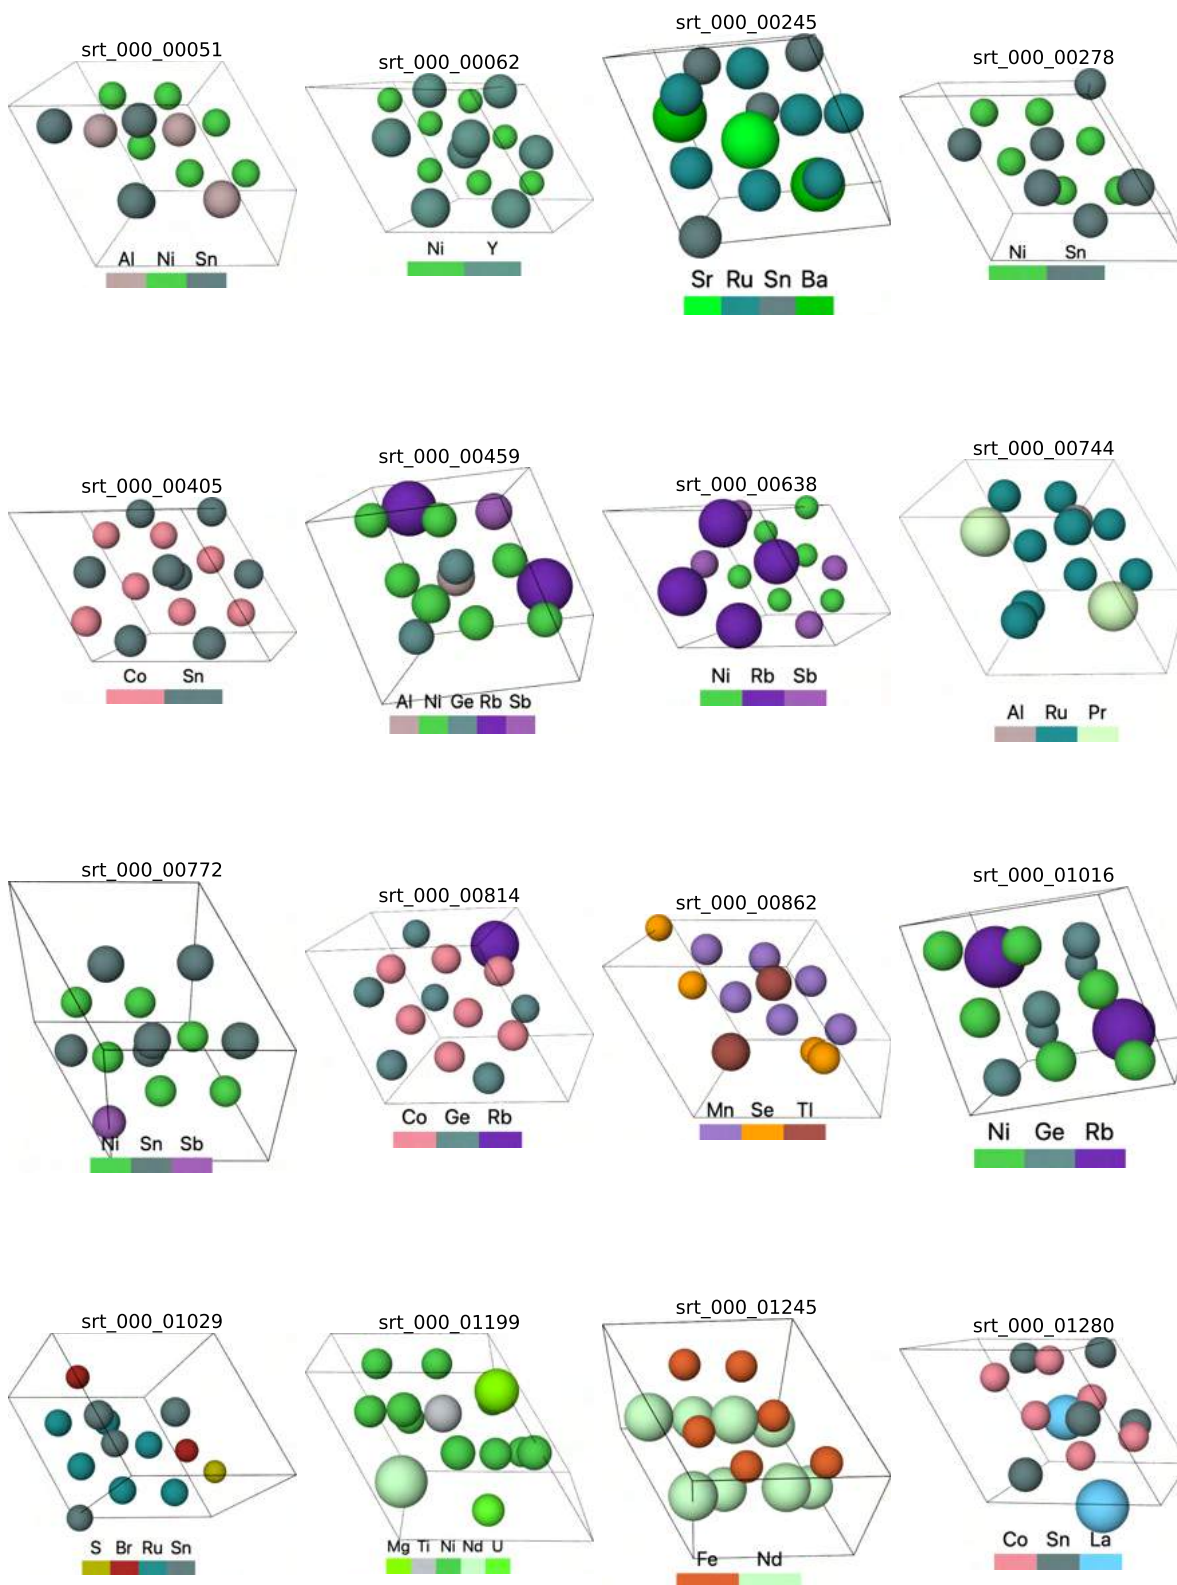 srt_000_00051
srt_000_00062
srt_000_00245
srt_000_00278
Al Ni Sn
Ni Y
Sr Ru Sn Ba
Ni Sn
srt_000_00405
srt_000_00459
srt_000_00638
srt_000_00744
Co Sn
Al Ni Ge Rb Sb
Ni Rb Sb
Al Ru Pr
srt_000_00772
srt_000_00814
srt_000_00862
srt_000_01016
Ni Sn Sb
Co Ge Rb
Mn Se Tl
Ni Ge Rb
srt_000_01029
srt_000_01199
srt_000_01245
srt_000_01280
S Br Ru Sn
Mg Ti Ni Nd U
Fe Nd
Co Sn La